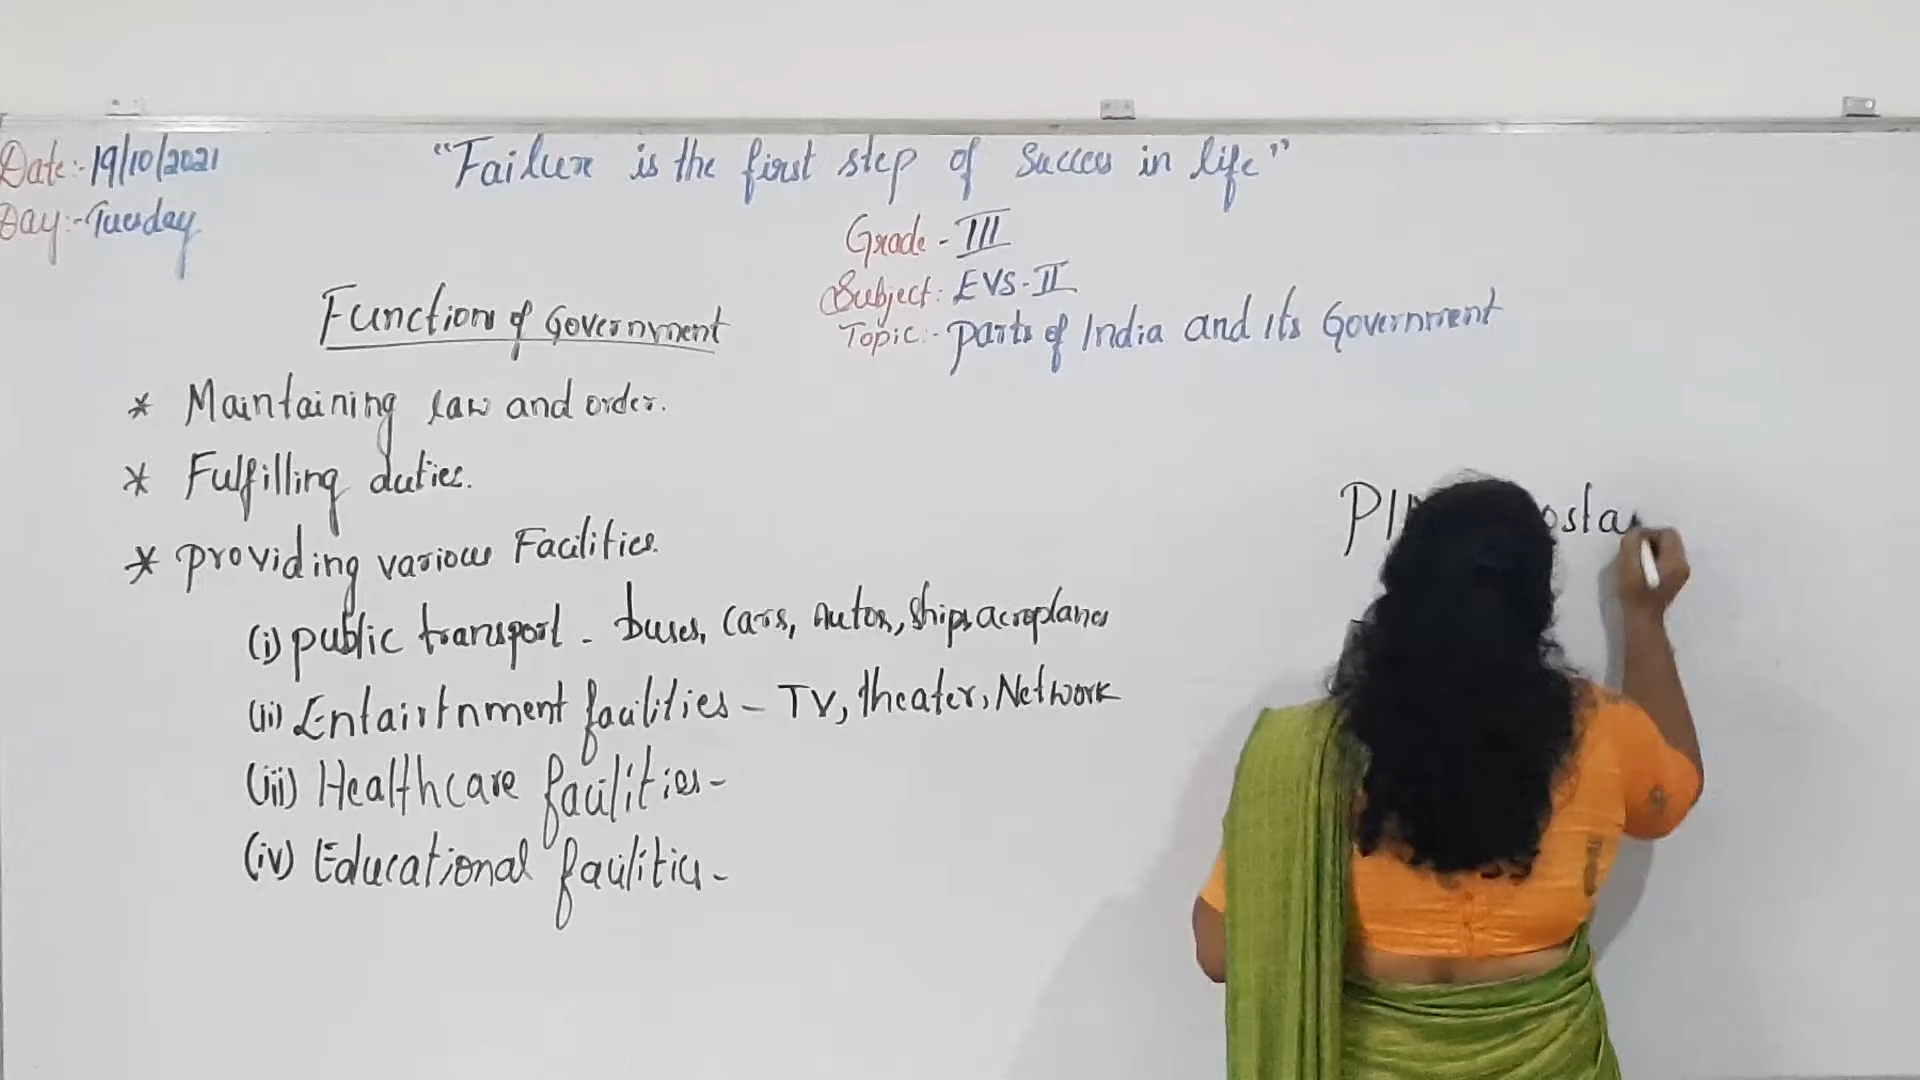 "Failure is the first step of Success in life"
Date:-19/10/2021
Day:-Tuesday
Grade - III
Subject: EVS-II
Topic:- parts of India and its Government
Function of Government
* Maintaining law and order.
* Fulfilling duties.
* providing various Facilities.
(i) public transport - buses, cars, Autos, ships, aeroplanes
(ii) Entairtnment facilities - TV, theater, Network
(iii) Healthcare facilities -
(iv) Educational facilities -